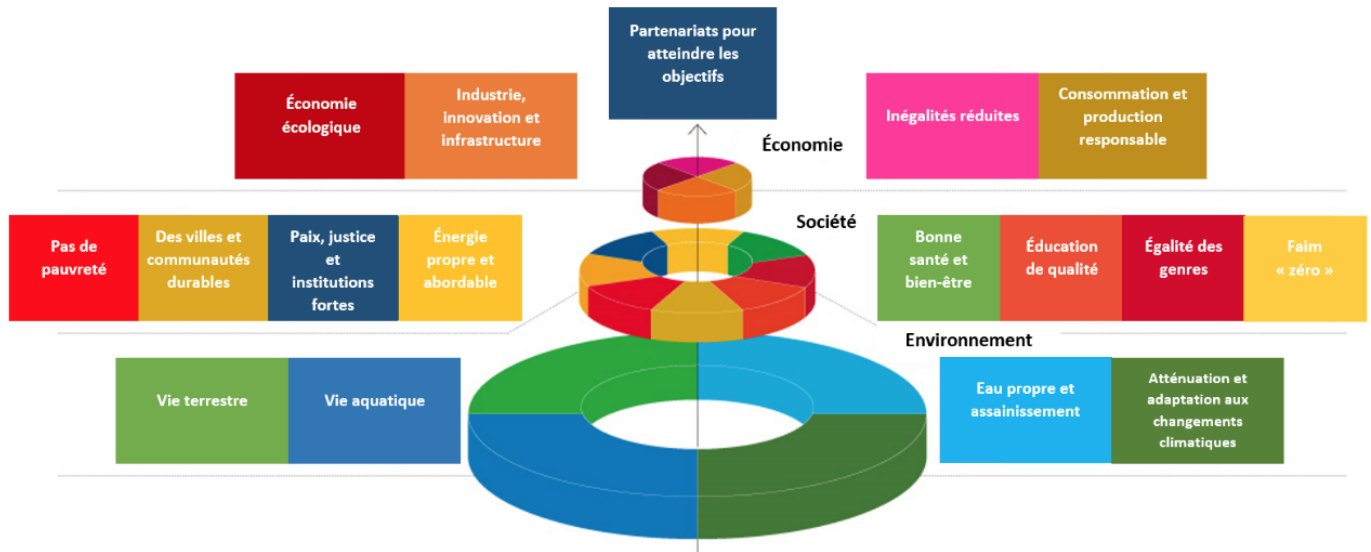 Partenariats pour
atteindre les
objectifs
Économie
écologique
Industrie,
innovation et
infrastructure
Économie
Inégalités réduites
Consommation et
production
responsable
Pas de
pauvreté
Des villes et
communautés
durables
Paix, justice
et
institutions
fortes
Énergie
propre et
abordable
Société
Bonne
santé et
bien-être
Éducation
de qualité
Égalité des
genres
Faim
« zéro »
Environnement
Vie terrestre
Vie aquatique
Eau propre et
assainissement
Atténuation et
adaptation aux
changements
climatiques